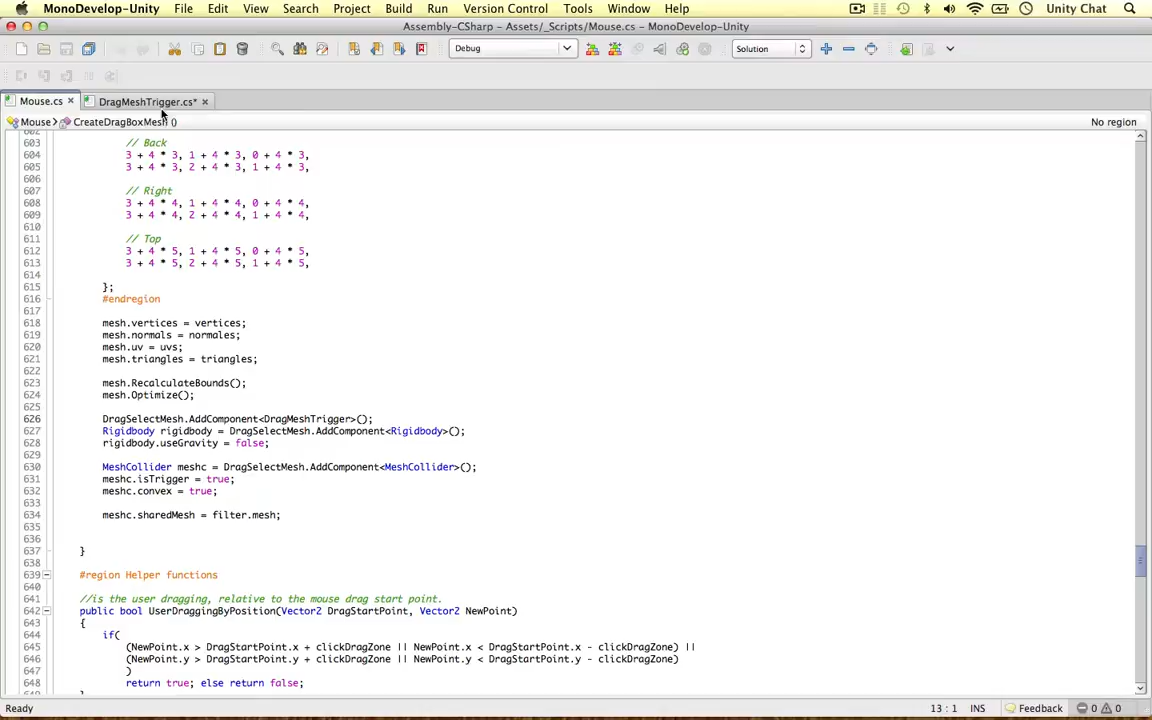 MonoDevelop-Unity File Edit View Search Project Build Run Version Control Tools Window Help Unity Chat
Assembly-CSharp - Assets/_Scripts/Mouse.cs - MonoDevelop-Unity
Debug Solution
Mouse.cs DragMeshTrigger.cs*
Mouse CreateDragBoxMesh () No region
602
603 // Back
604 3 + 4 * 3, 1 + 4 * 3, 0 + 4 * 3,
605 3 + 4 * 3, 2 + 4 * 3, 1 + 4 * 3,
606
607 // Right
608 3 + 4 * 4, 1 + 4 * 4, 0 + 4 * 4,
609 3 + 4 * 4, 2 + 4 * 4, 1 + 4 * 4,
610
611 // Top
612 3 + 4 * 5, 1 + 4 * 5, 0 + 4 * 5,
613 3 + 4 * 5, 2 + 4 * 5, 1 + 4 * 5,
614
615 };
616 #endregion
617
618 mesh.vertices = vertices;
619 mesh.normals = normales;
620 mesh.uv = uvs;
621 mesh.triangles = triangles;
622
623 mesh.RecalculateBounds();
624 mesh.Optimize();
625
626 DragSelectMesh.AddComponent<DragMeshTrigger>();
627 Rigidbody rigidbody = DragSelectMesh.AddComponent<Rigidbody>();
628 rigidbody.useGravity = false;
629
630 MeshCollider meshc = DragSelectMesh.AddComponent<MeshCollider>();
631 meshc.isTrigger = true;
632 meshc.convex = true;
633
634 meshc.sharedMesh = filter.mesh;
635
636
637 }
638
639 #region Helper functions
640
641 //is the user dragging, relative to the mouse drag start point.
642 public bool UserDraggingByPosition(Vector2 DragStartPoint, Vector2 NewPoint)
643 {
644 if(
645 (NewPoint.x > DragStartPoint.x + clickDragZone || NewPoint.x < DragStartPoint.x - clickDragZone) ||
646 (NewPoint.y > DragStartPoint.y + clickDragZone || NewPoint.y < DragStartPoint.y - clickDragZone)
647 )
648 return true; else return false;
649 }
Ready 13 : 1 INS Feedback 0 0